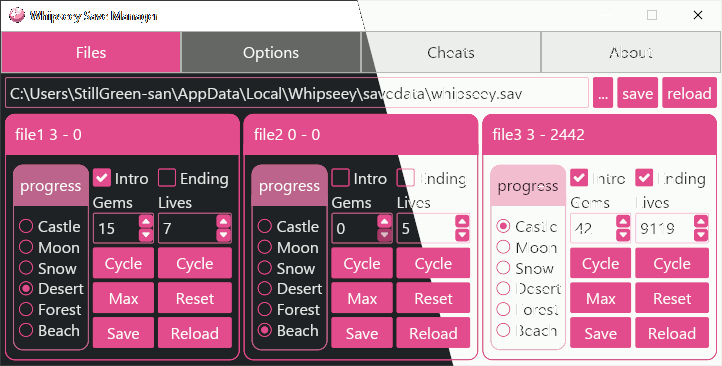 Whipseey Save Manager
Files Options Cheats About
C:\Users\StillGreen-san\AppData\Local\Whipseey\savedata\whipseey.sav ... save reload
file1 3 - 0
progress
Castle
Moon
Snow
Desert
Forest
Beach
Intro Ending
Gems Lives
15 7
Cycle Cycle
Max Reset
Save Reload
file2 0 - 0
progress
Castle
Moon
Snow
Desert
Forest
Beach
Intro Ending
Gems Lives
0 5
Cycle Cycle
Max Reset
Save Reload
file3 3 - 2442
progress
Castle
Moon
Snow
Desert
Forest
Beach
Intro Ending
Gems Lives
42 9119
Cycle Cycle
Max Reset
Save Reload